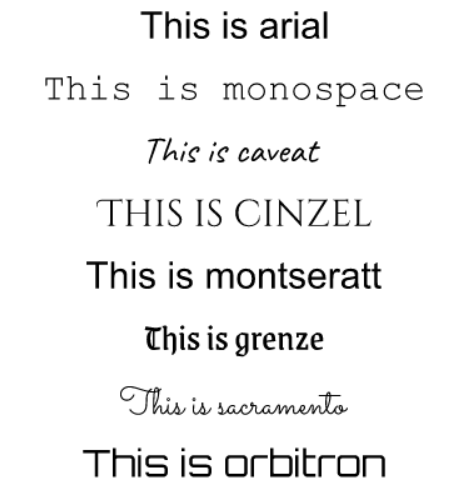 This is arial
This is monospace
This is caveat
THIS IS CINZEL
This is montseratt
This is grenze
This is sacramento
This is orbitron